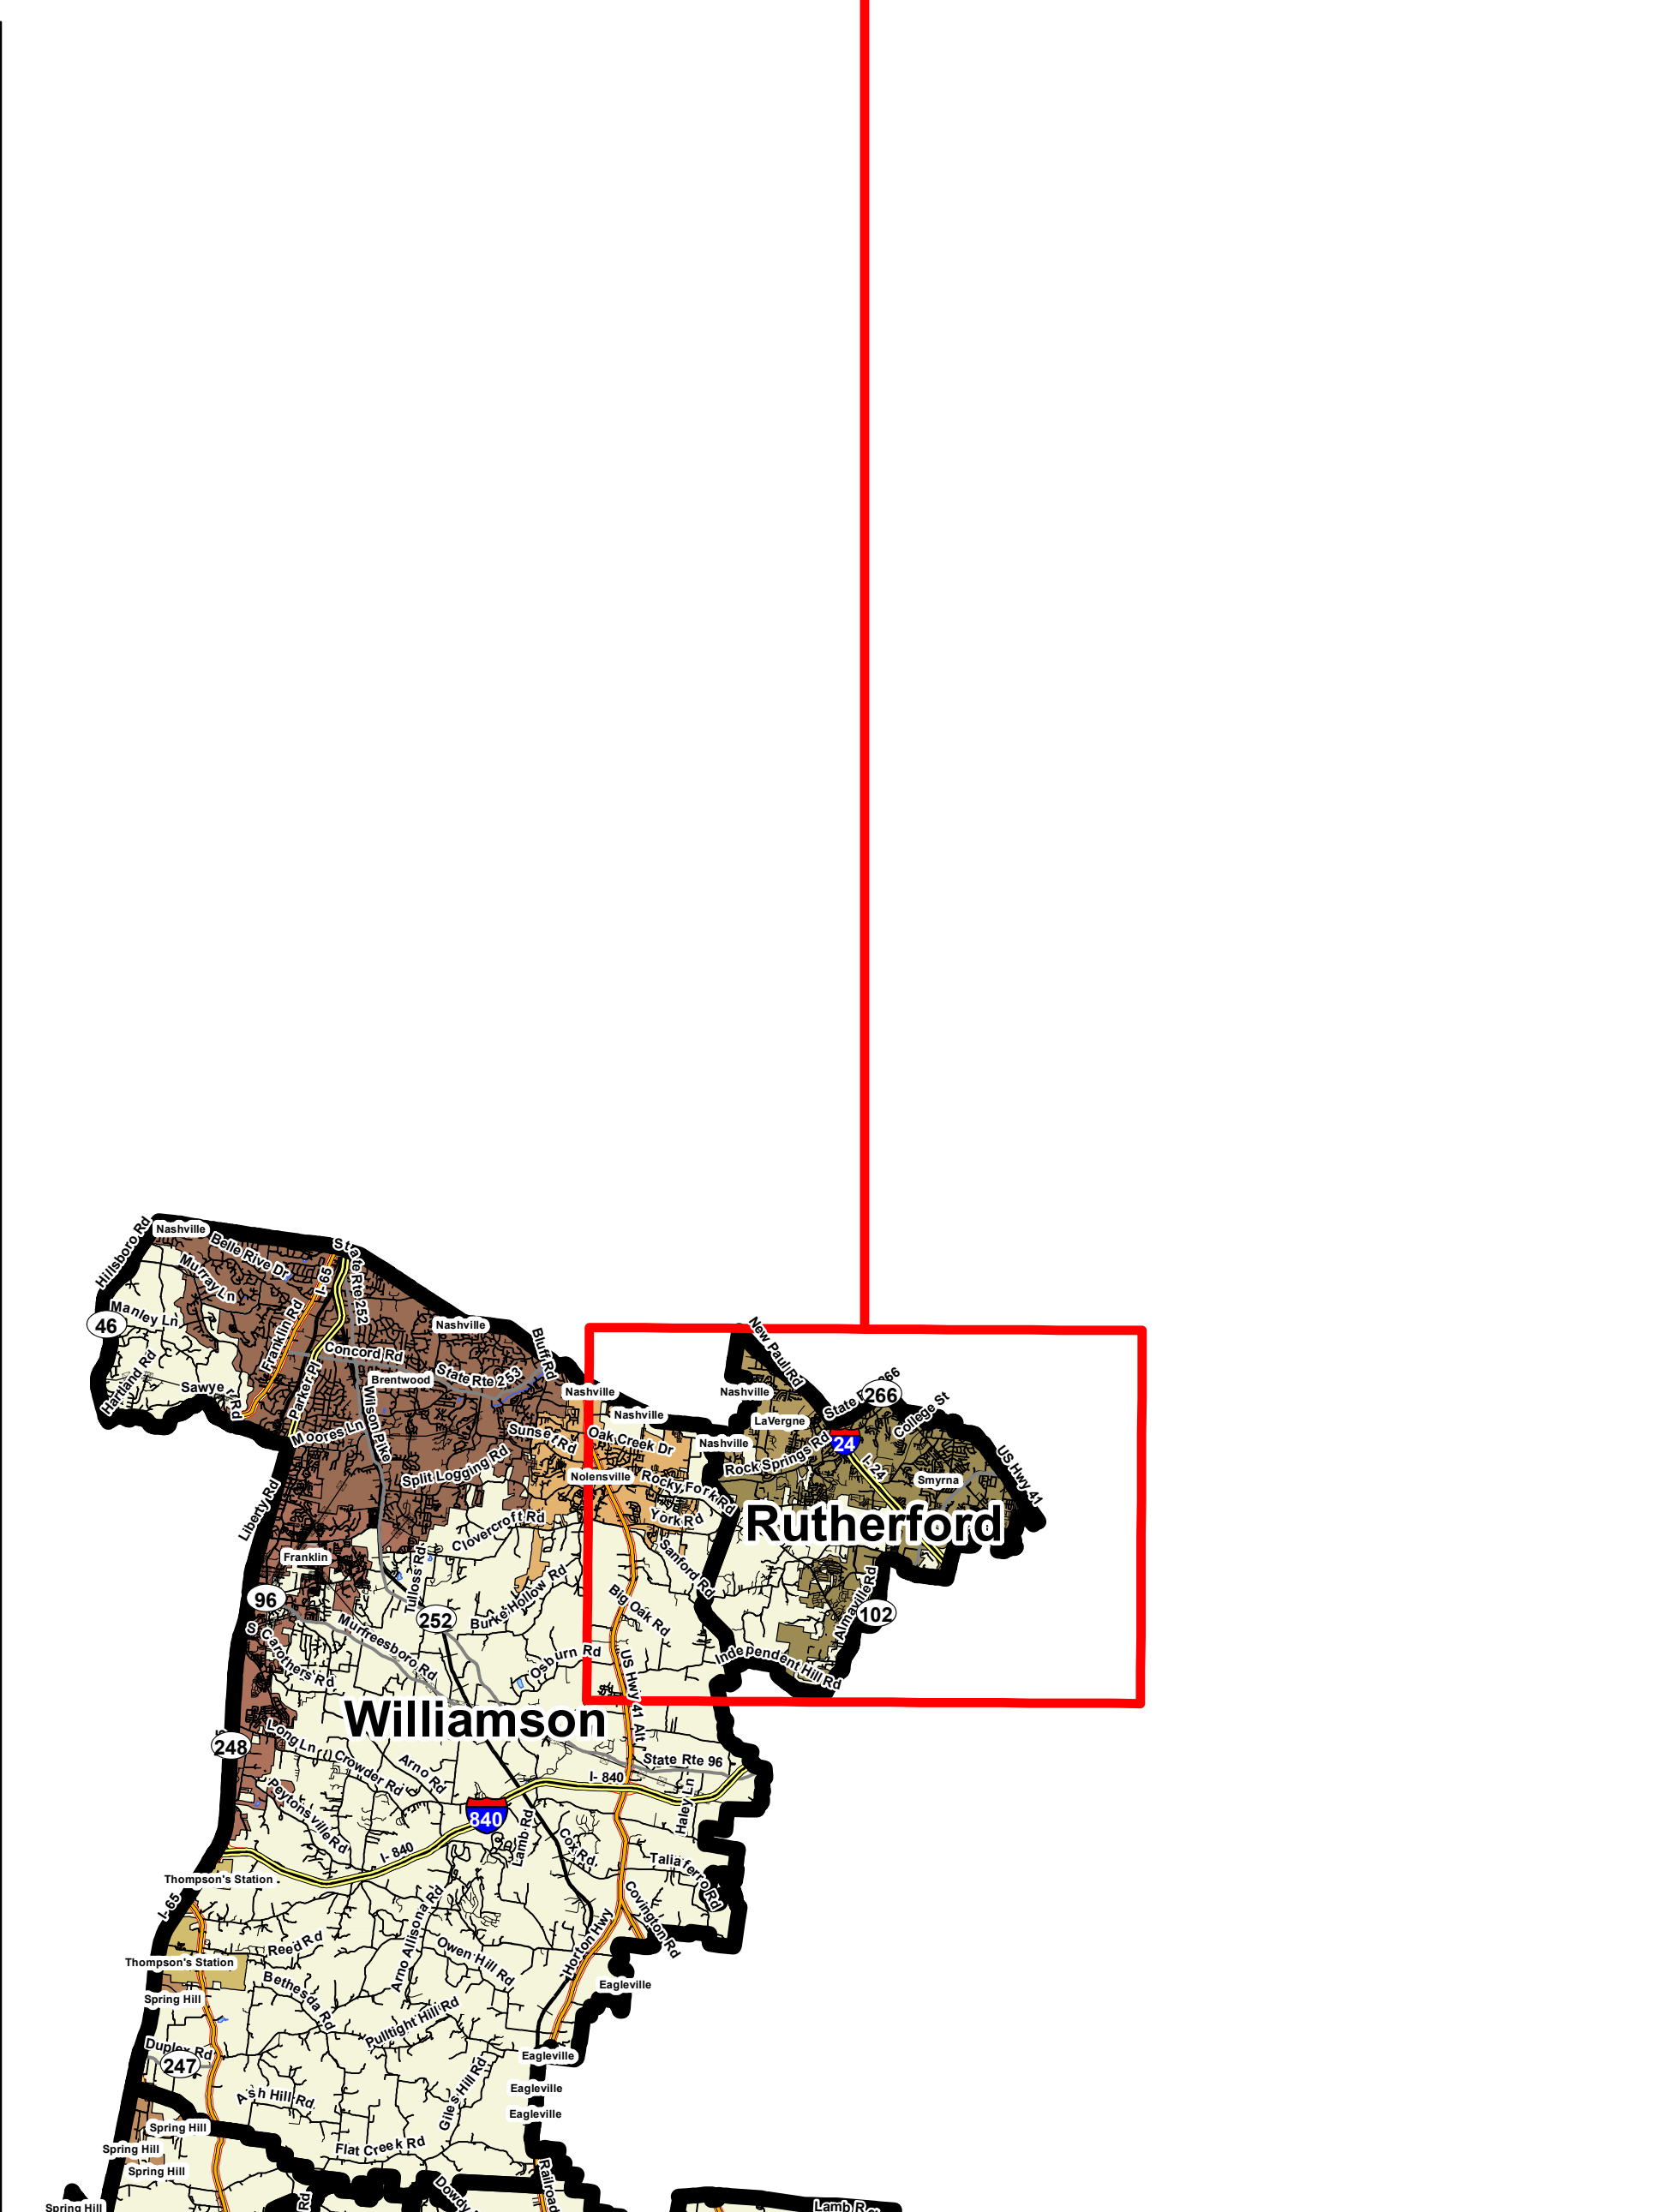 Hillsboro Rd
Nashville
Belle Rive Dr
Murray Ln
State Rte 252
I- 65
Manley Ln
46
Franklin Rd
Hartland Rd
Sawyer Rd
Parker Pl
Concord Rd
Nashville
Bluff Rd
Brentwood
State Rte 253
Wilson Pike
Moores Ln
Nashville
Nashville
Sunset Rd
Oak Creek Dr
Split Logging Rd
Nolensville
Rocky Fork Rd
York Rd
Sanford Rd
New Paul Rd
Nashville
LaVergne
266
College St
Nashville
Rock Springs Rd
24
I- 24
Smyrna
US Hwy 41
Rutherford
Liberty Rd
Clovercroft Rd
Franklin
Tulloss Rd
96
252
Burke Hollow Rd
Big Oak Rd
Almaville Rd
102
Independent Hill Rd
S Carothers Rd
Murfreesboro Rd
Osburn Rd
US Hwy 41 Alt
Williamson
248
Long Ln
Crowder Rd
Arno Rd
State Rte 96
I- 840
Haley Ln
Peytonsville Rd
840
I- 840
Lamb Rd
Cox Rd
Taliaferro Rd
Thompson's Station
I- 65
Covington Rd
Arno Allisona Rd
Horton Hwy
Reed Rd
Owen Hill Rd
Thompson's Station
Bethesda Rd
Spring Hill
Eagleville
Pulltight Hill Rd
Duplex Rd
247
Eagleville
Giles Hill Rd
Ash Hill Rd
Eagleville
Eagleville
Spring Hill
Flat Creek Rd
Spring Hill
Spring Hill
Railroad
Dowdy
Rd
Lamb R
Spring Hill